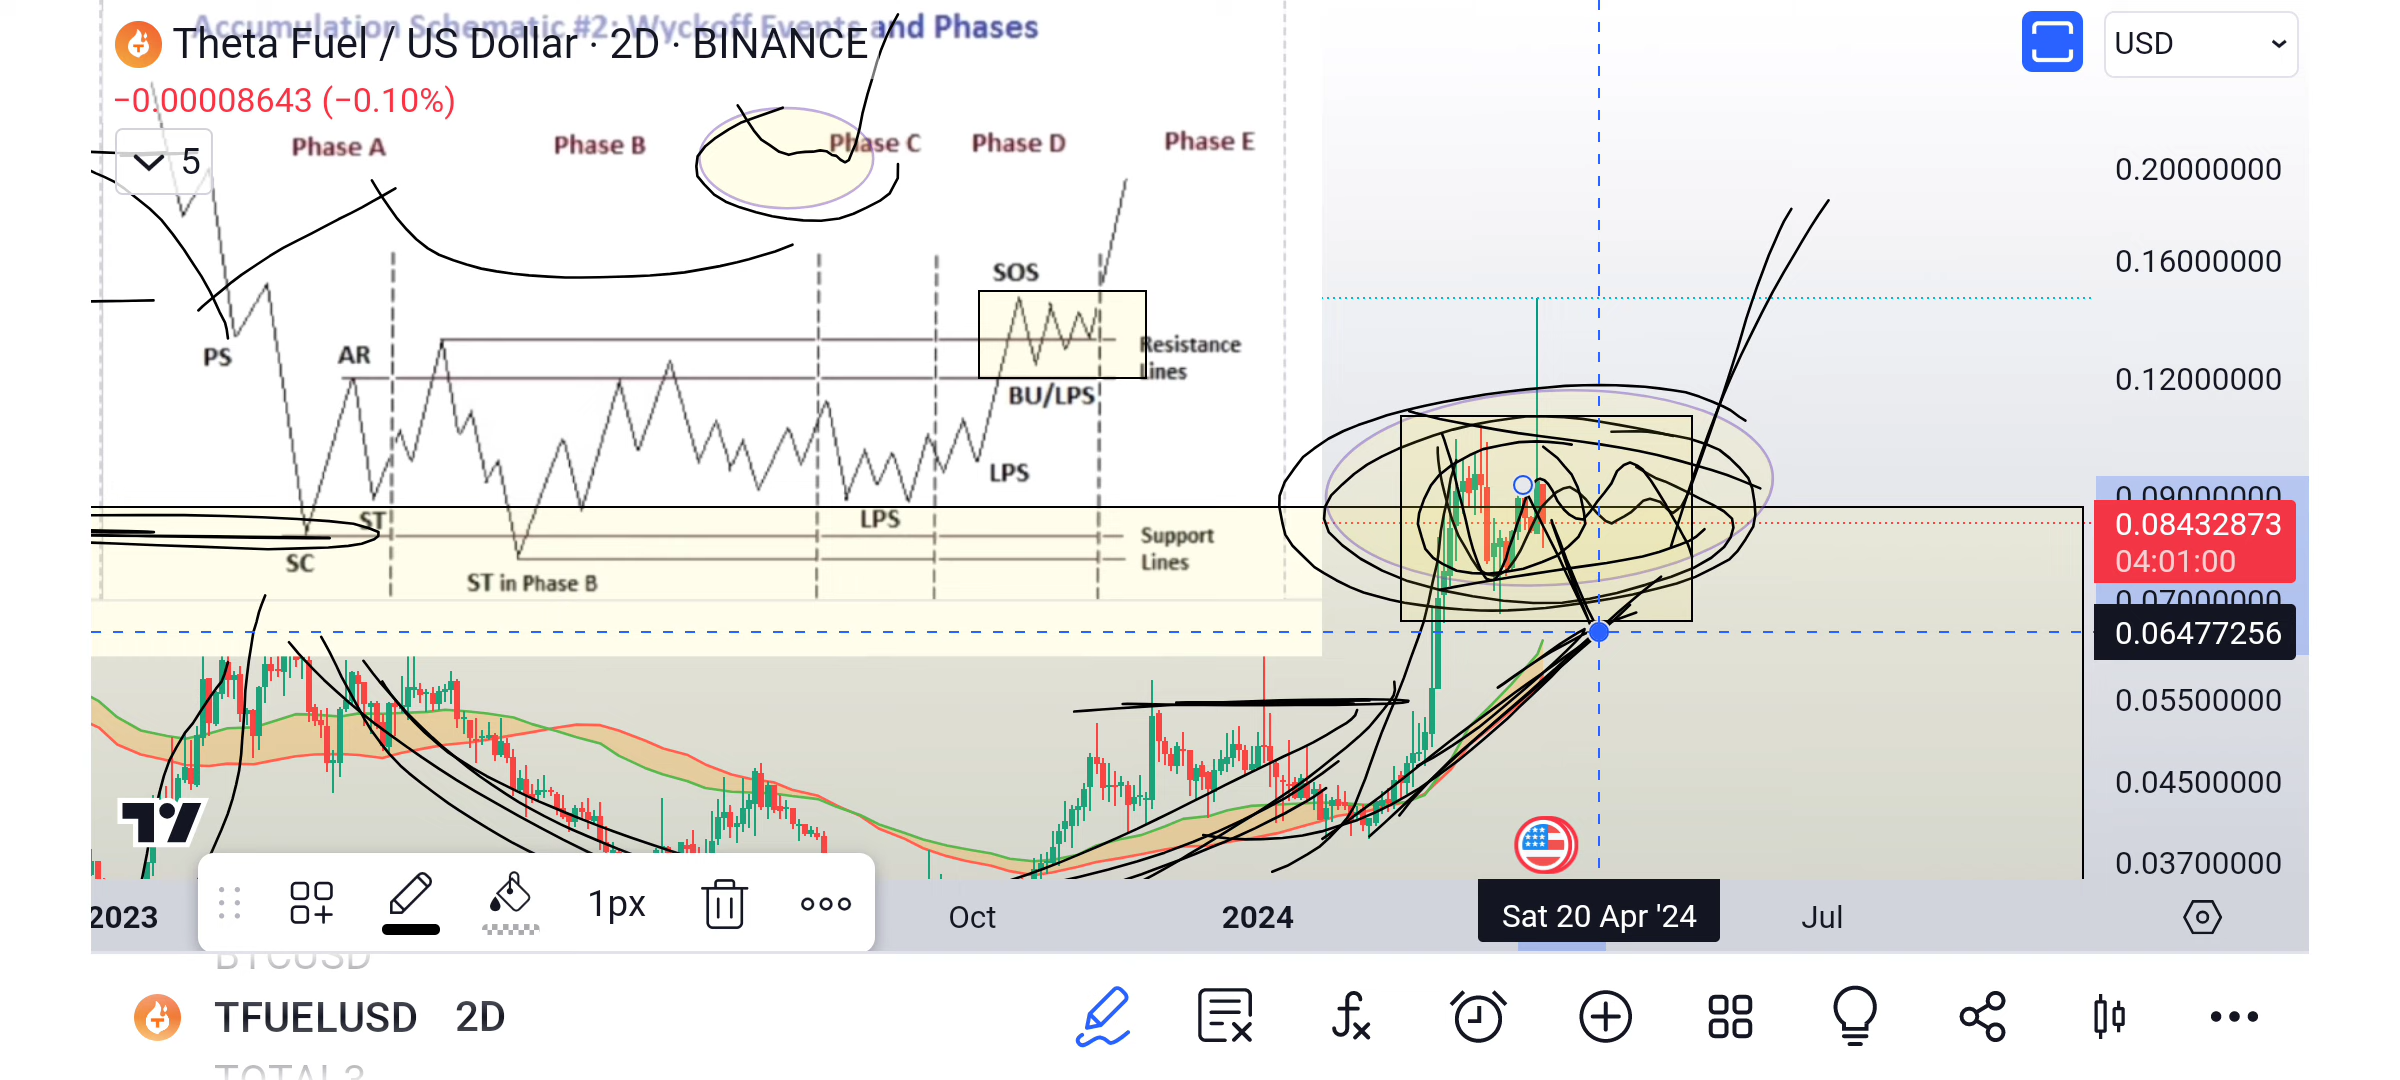 Accumulation Schematic #2: Wyckoff Events and Phases
Theta Fuel / US Dollar · 2D · BINANCE
USD
−0.00008643 (−0.10%)
5
Phase A
Phase B
Phase C
Phase D
Phase E
0.20000000
0.16000000
0.12000000
0.09000000
0.08432873
04:01:00
0.07000000
0.06477256
0.05500000
0.04500000
0.03700000
SOS
PS
AR
Resistance
Lines
BU/LPS
LPS
ST
LPS
SC
Support
Lines
ST in Phase B
1px
2023
Oct
2024
Sat 20 Apr '24
Jul
BTCUSD
TFUELUSD 2D
TOTAL3